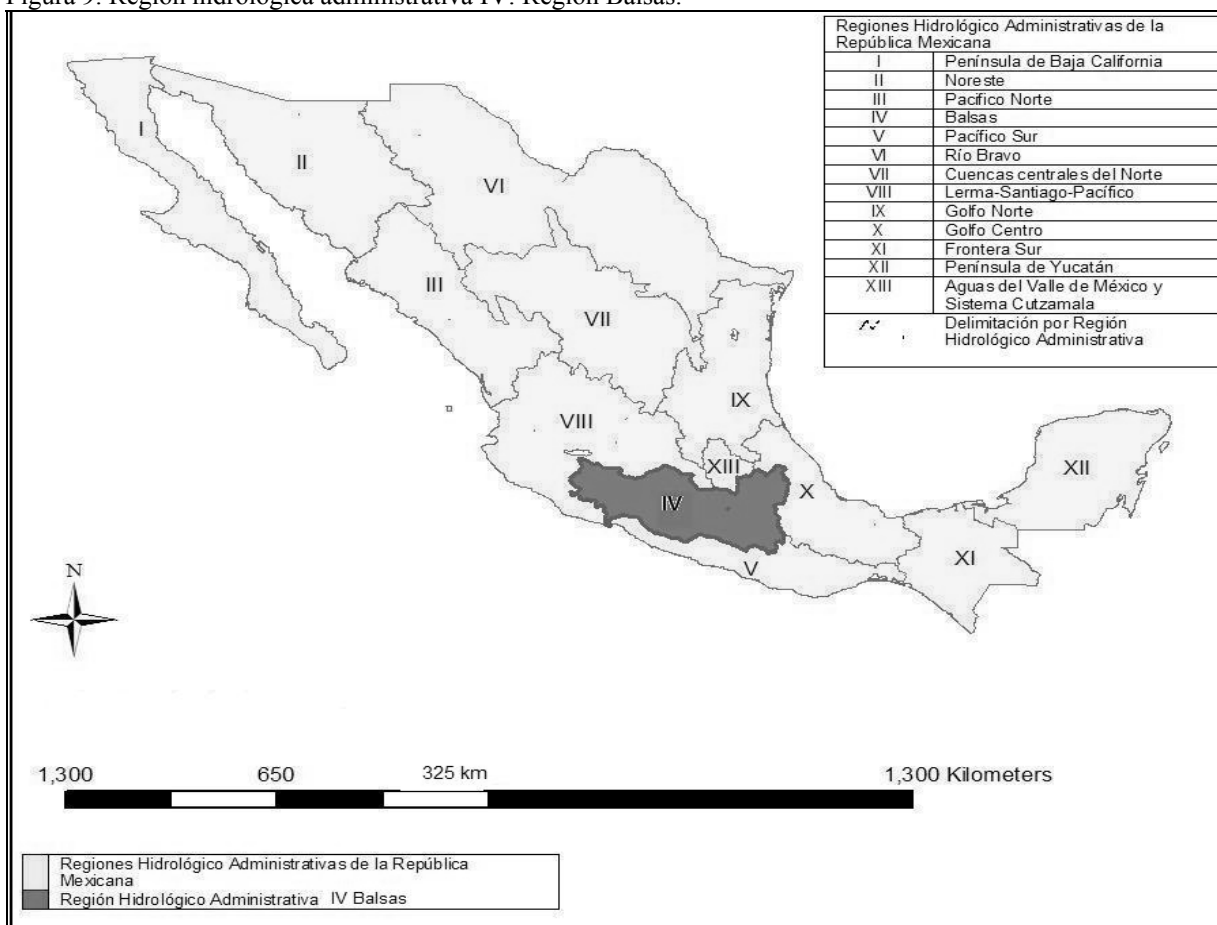 Figura 9. Región hidrológica administrativa IV. Región Balsas.
Regiones Hidrológico Administrativas de la
República Mexicana
I Península de Baja California
II Noreste
III Pacifico Norte
IV Balsas
V Pacífico Sur
VI Río Bravo
VII Cuencas centrales del Norte
VIII Lerma-Santiago-Pacífico
IX Golfo Norte
X Golfo Centro
XI Frontera Sur
XII Península de Yucatán
XIII Aguas del Valle de México y
Sistema Cutzamala
Delimitación por Región
Hidrológico Administrativa
I
II
VI
III
VII
IX
VIII
XIII
XII
IV
X
XI
V
N
1,300 650 325 km 1,300 Kilometers
Regiones Hidrológico Administrativas de la República
Mexicana
Región Hidrológico Administrativa IV Balsas